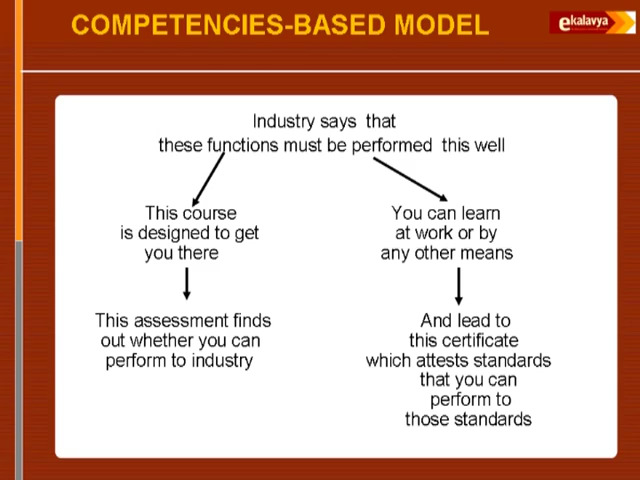 COMPETENCIES-BASED MODEL
ekalavya
Industry says that
these functions must be performed this well
This course
is designed to get
you there
You can learn
at work or by
any other means
This assessment finds
out whether you can
perform to industry
And lead to
this certificate
which attests standards
that you can
perform to
those standards